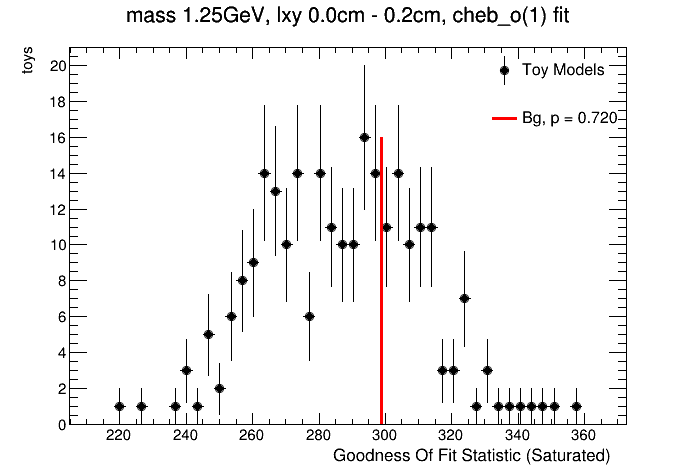 mass 1.25GeV, lxy 0.0cm - 0.2cm, cheb_o(1) fit
toys
20
18
16
14
12
10
8
6
4
2
0
Toy Models
Bg, p = 0.720
220 240 260 280 300 320 340 360
Goodness Of Fit Statistic (Saturated)